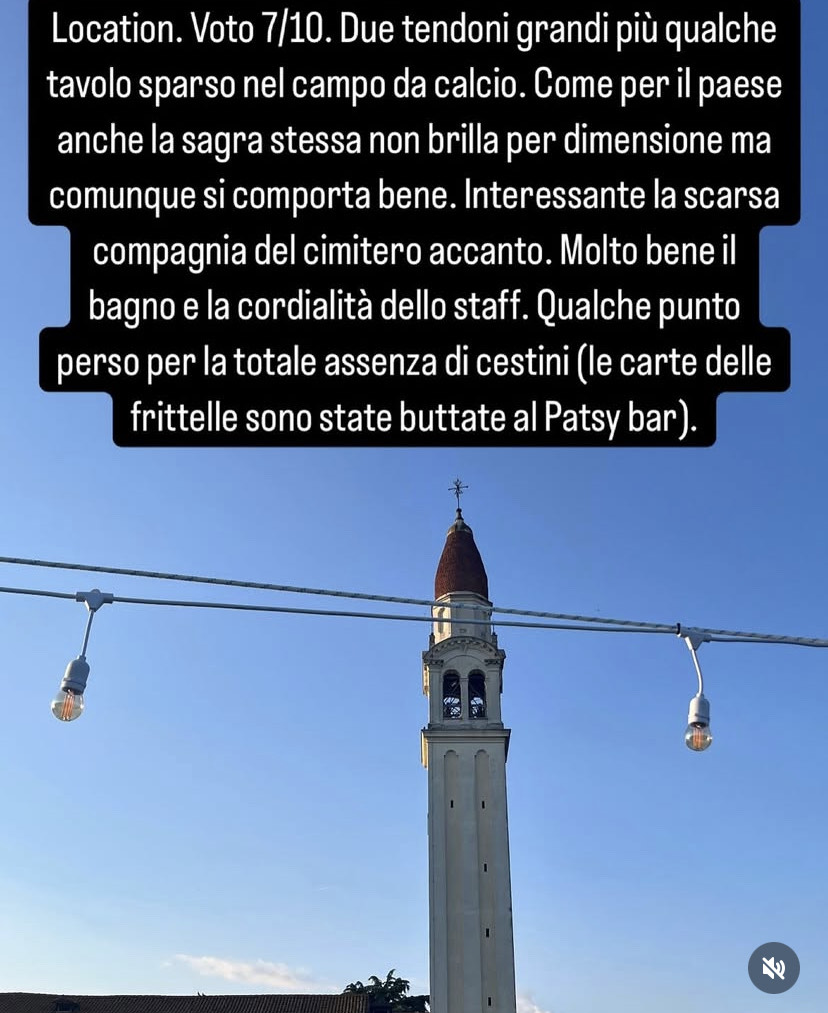 Location. Voto 7/10. Due tendoni grandi più qualche
tavolo sparso nel campo da calcio. Come per il paese
anche la sagra stessa non brilla per dimensione ma
comunque si comporta bene. Interessante la scarsa
compagnia del cimitero accanto. Molto bene il
bagno e la cordialità dello staff. Qualche punto
perso per la totale assenza di cestini (le carte delle
frittelle sono state buttate al Patsy bar).